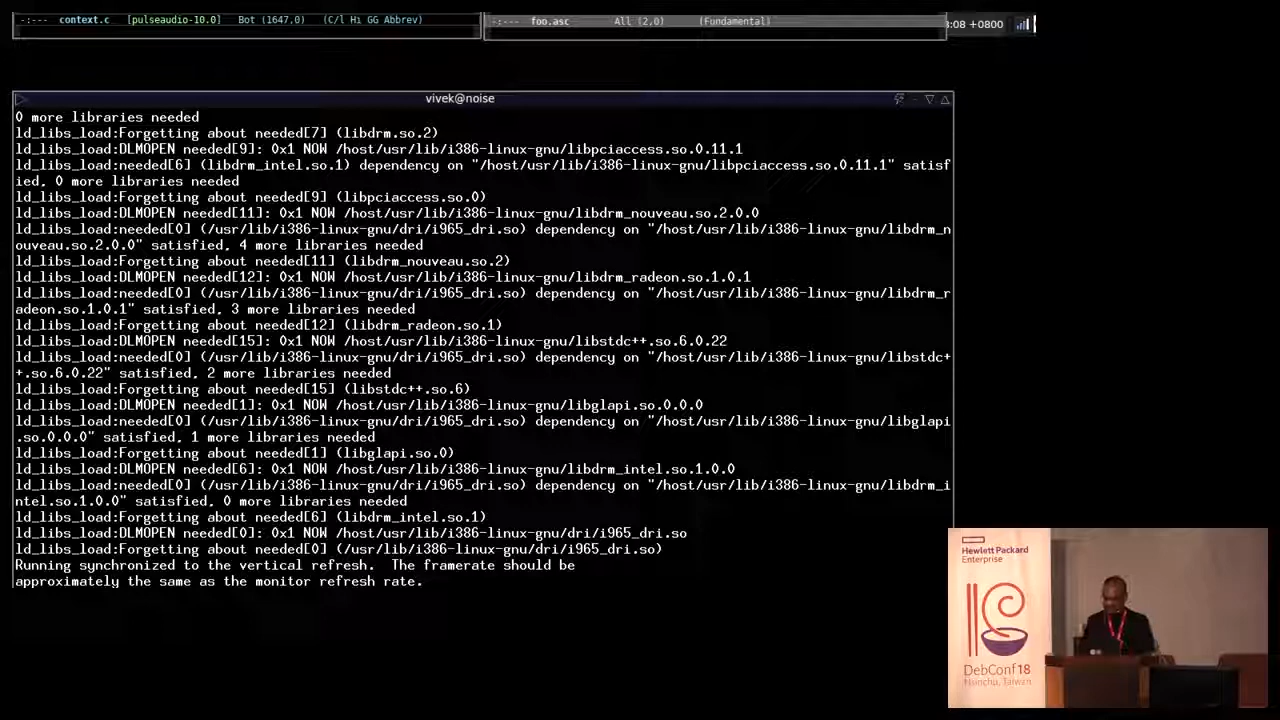 -:--- context.c [pulseaudio-10.0] Bot (1647,0) (C/l Hi GG Abbrev)
-:--- foo.asc All (2,0) (Fundamental)
:08 +0800
vivek@noise
0 more libraries needed
ld_libs_load:Forgetting about needed[7] (libdrm.so.2)
ld_libs_load:DLMOPEN needed[9]: 0x1 NOW /host/usr/lib/i386-linux-gnu/libpciaccess.so.0.11.1
ld_libs_load:needed[6] (libdrm_intel.so.1) dependency on "/host/usr/lib/i386-linux-gnu/libpciaccess.so.0.11.1" satisf
ied, 0 more libraries needed
ld_libs_load:Forgetting about needed[9] (libpciaccess.so.0)
ld_libs_load:DLMOPEN needed[11]: 0x1 NOW /host/usr/lib/i386-linux-gnu/libdrm_nouveau.so.2.0.0
ld_libs_load:needed[0] (/usr/lib/i386-linux-gnu/dri/i965_dri.so) dependency on "/host/usr/lib/i386-linux-gnu/libdrm_n
ouveau.so.2.0.0" satisfied, 4 more libraries needed
ld_libs_load:Forgetting about needed[11] (libdrm_nouveau.so.2)
ld_libs_load:DLMOPEN needed[12]: 0x1 NOW /host/usr/lib/i386-linux-gnu/libdrm_radeon.so.1.0.1
ld_libs_load:needed[0] (/usr/lib/i386-linux-gnu/dri/i965_dri.so) dependency on "/host/usr/lib/i386-linux-gnu/libdrm_r
adeon.so.1.0.1" satisfied, 3 more libraries needed
ld_libs_load:Forgetting about needed[12] (libdrm_radeon.so.1)
ld_libs_load:DLMOPEN needed[15]: 0x1 NOW /host/usr/lib/i386-linux-gnu/libstdc++.so.6.0.22
ld_libs_load:needed[0] (/usr/lib/i386-linux-gnu/dri/i965_dri.so) dependency on "/host/usr/lib/i386-linux-gnu/libstdc+
+.so.6.0.22" satisfied, 2 more libraries needed
ld_libs_load:Forgetting about needed[15] (libstdc++.so.6)
ld_libs_load:DLMOPEN needed[1]: 0x1 NOW /host/usr/lib/i386-linux-gnu/libglapi.so.0.0.0
ld_libs_load:needed[0] (/usr/lib/i386-linux-gnu/dri/i965_dri.so) dependency on "/host/usr/lib/i386-linux-gnu/libglapi
.so.0.0.0" satisfied, 1 more libraries needed
ld_libs_load:Forgetting about needed[1] (libglapi.so.0)
ld_libs_load:DLMOPEN needed[6]: 0x1 NOW /host/usr/lib/i386-linux-gnu/libdrm_intel.so.1.0.0
ld_libs_load:needed[0] (/usr/lib/i386-linux-gnu/dri/i965_dri.so) dependency on "/host/usr/lib/i386-linux-gnu/libdrm_i
ntel.so.1.0.0" satisfied, 0 more libraries needed
ld_libs_load:Forgetting about needed[6] (libdrm_intel.so.1)
ld_libs_load:DLMOPEN needed[0]: 0x1 NOW /host/usr/lib/i386-linux-gnu/dri/i965_dri.so
ld_libs_load:Forgetting about needed[0] (/usr/lib/i386-linux-gnu/dri/i965_dri.so)
Running synchronized to the vertical refresh.  The framerate should be
approximately the same as the monitor refresh rate.
Hewlett Packard
Enterprise
DebConf18
Hsinchu, Taiwan